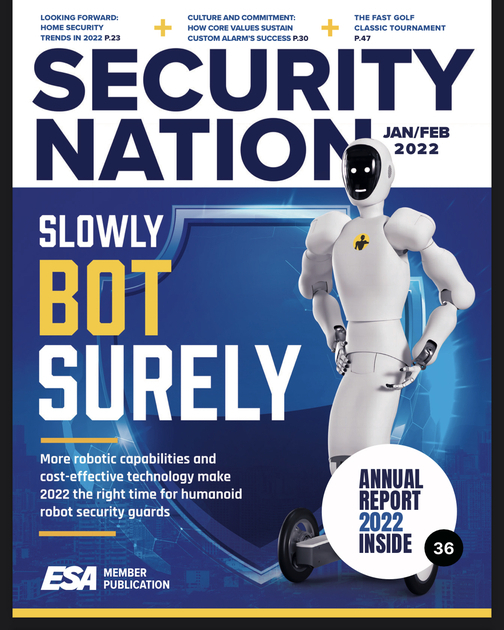 LOOKING FORWARD:
HOME SECURITY
TRENDS IN 2022 P.23
CULTURE AND COMMITMENT:
HOW CORE VALUES SUSTAIN
CUSTOM ALARM'S SUCCESS P.30
THE FAST GOLF
CLASSIC TOURNAMENT
P.47
SECURITY
NATION
JAN/FEB
2022
SLOWLY
BOT
SURELY
More robotic capabilities and
cost-effective technology make
2022 the right time for humanoid
robot security guards
ANNUAL
REPORT
2022
INSIDE
36
ESA MEMBER
PUBLICATION